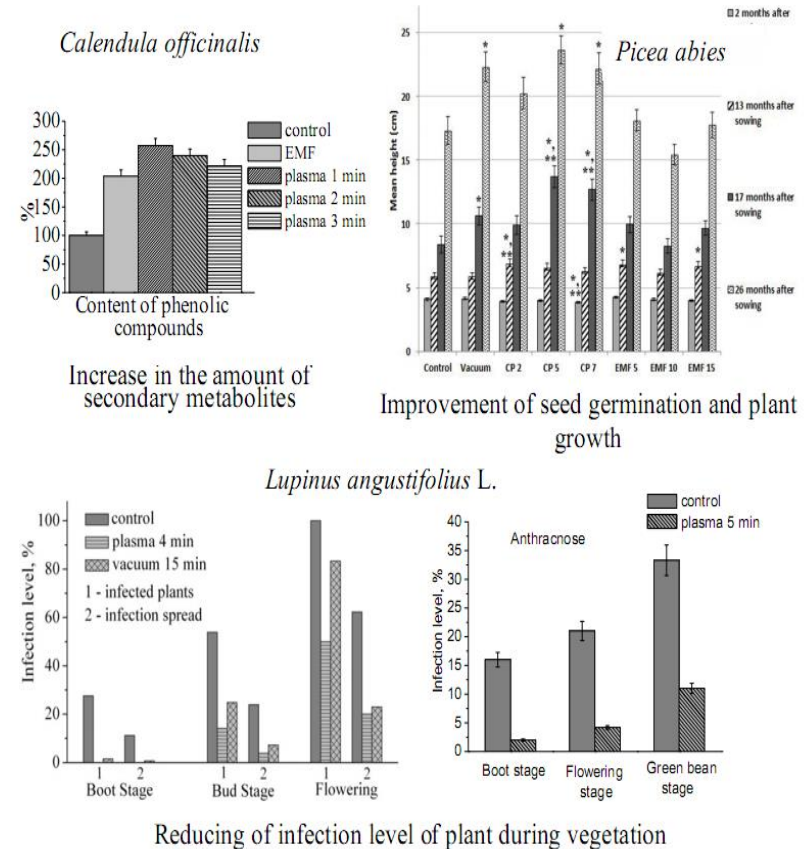 Calendula officinalis
300
250
200
150
100
50
0
%
control
EMF
plasma 1 min
plasma 2 min
plasma 3 min
Content of phenolic
compounds
Increase in the amount of
secondary metabolites
Picea abies
2 months after
13 months after
sowing
17 months after
sowing
26 months after
sowing
25
20
15
10
5
0
Mean height (cm)
*
*
*
*,
**
*,
**
*
*,
**
*,
**
*
*
Control Vacuum CP 2 CP 5 CP 7 EMF 5 EMF 10 EMF 15
Improvement of seed germination and plant
growth
Lupinus angustifolius L.
100
80
60
40
20
0
Infection level, %
control
plasma 4 min
vacuum 15 min
1 - infected plants
2 - infection spread
1 2 1 2 1 2
Boot Stage Bud Stage Flowering
40
35
30
25
20
15
10
5
0
Infection level, %
Anthracnose
control
plasma 5 min
Boot stage Flowering Green bean
stage stage
Reducing of infection level of plant during vegetation